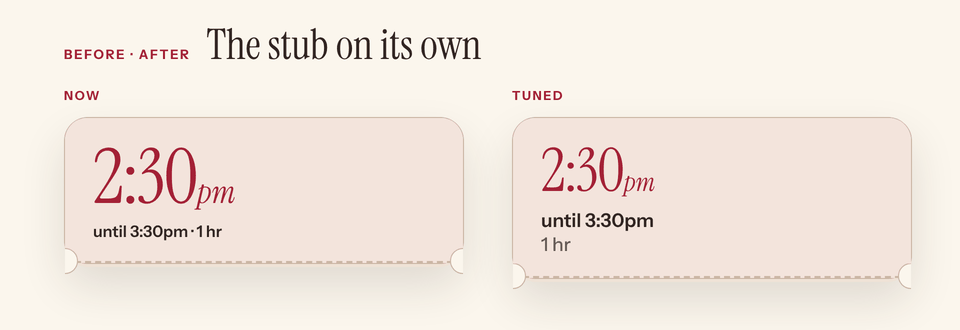 BEFORE · AFTER The stub on its own
NOW
2:30pm
until 3:30pm · 1 hr
TUNED
2:30pm
until 3:30pm
1 hr